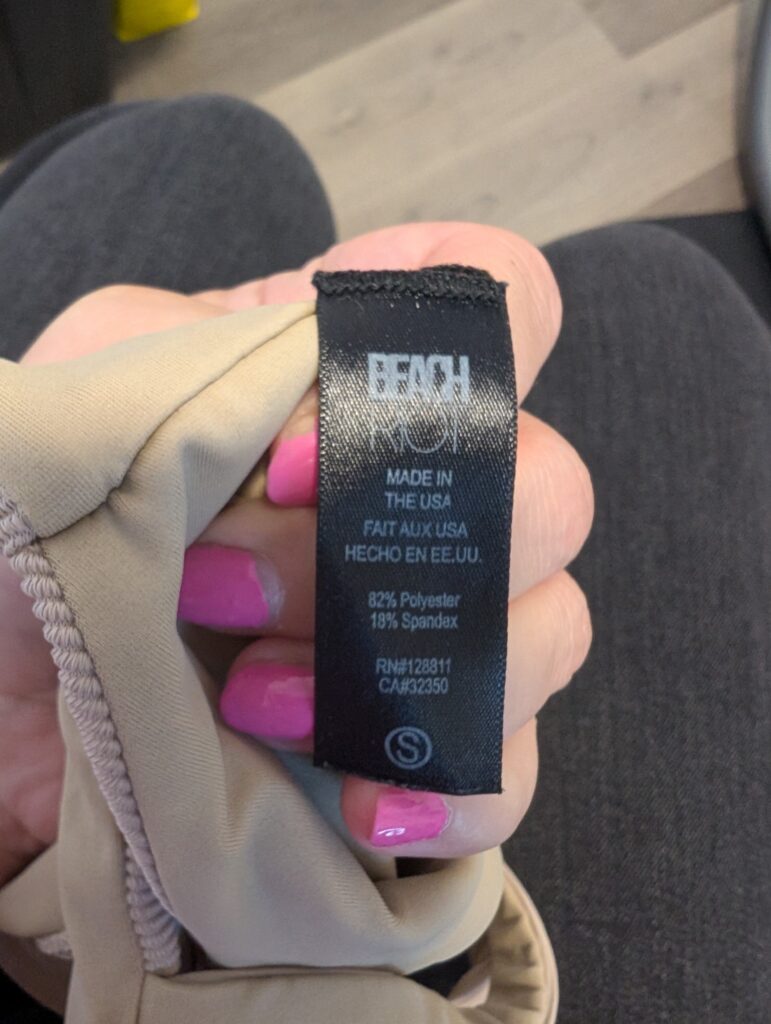 BEACH
RIOT
MADE IN
THE USA
FAIT AUX USA
HECHO EN EE.UU.
82% Polyester
18% Spandex
RN#128811
CA#32350
S